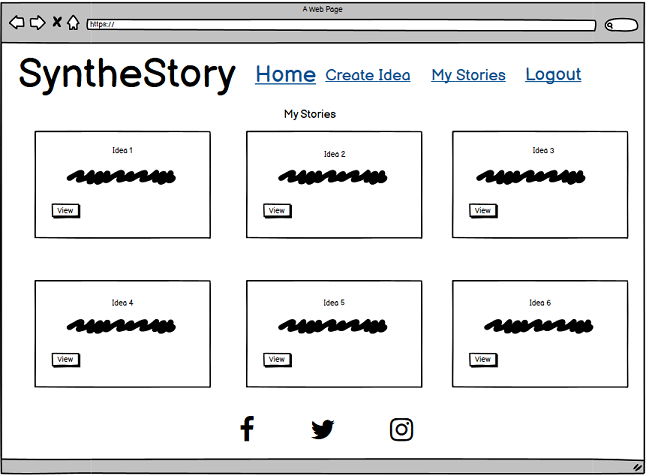 A Web Page
https://
SyntheStory Home Create Idea My Stories Logout
My Stories
Idea 1 Idea 2 Idea 3
View View View
Idea 4 Idea 5 Idea 6
View View View